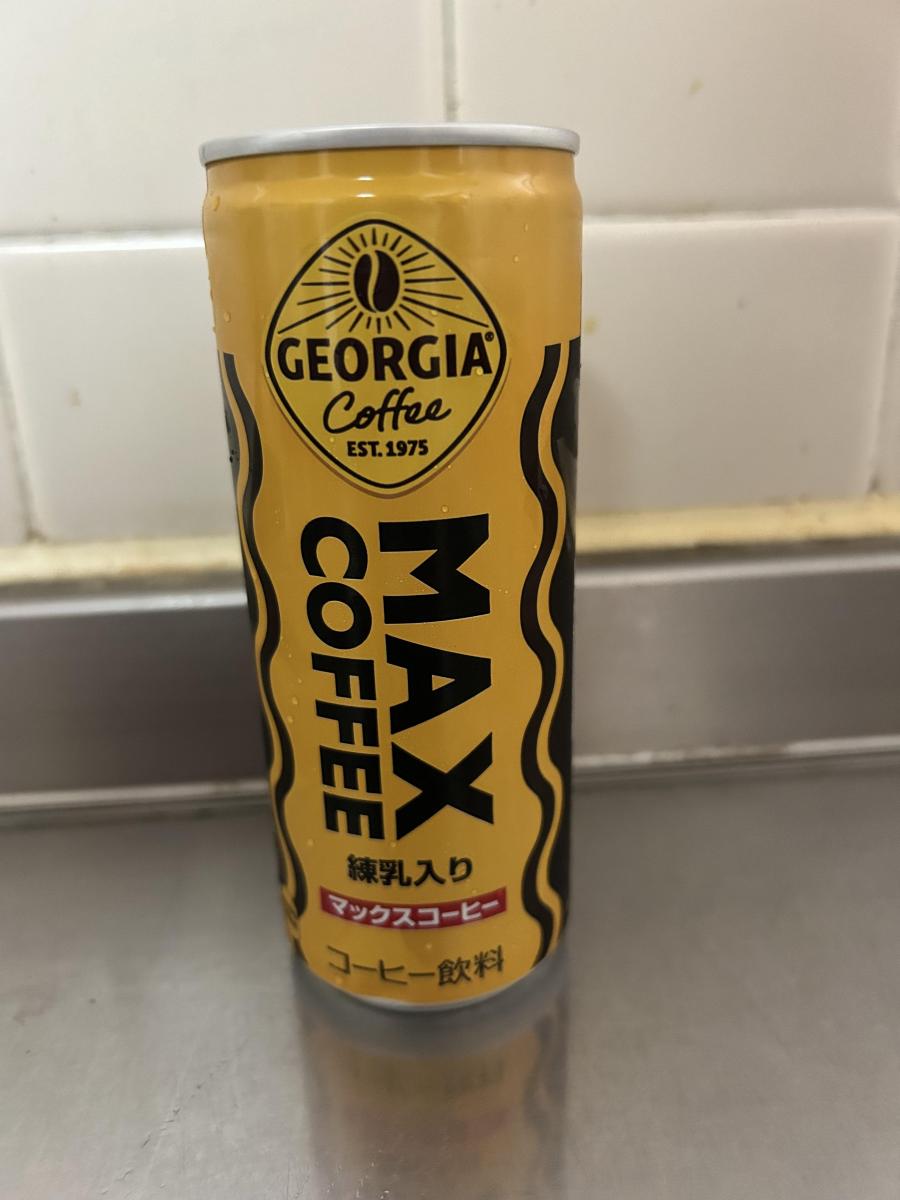 GEORGIA®
Coffee
EST. 1975
MAX
COFFEE
練乳入り
マックスコーヒー
コーヒー飲料